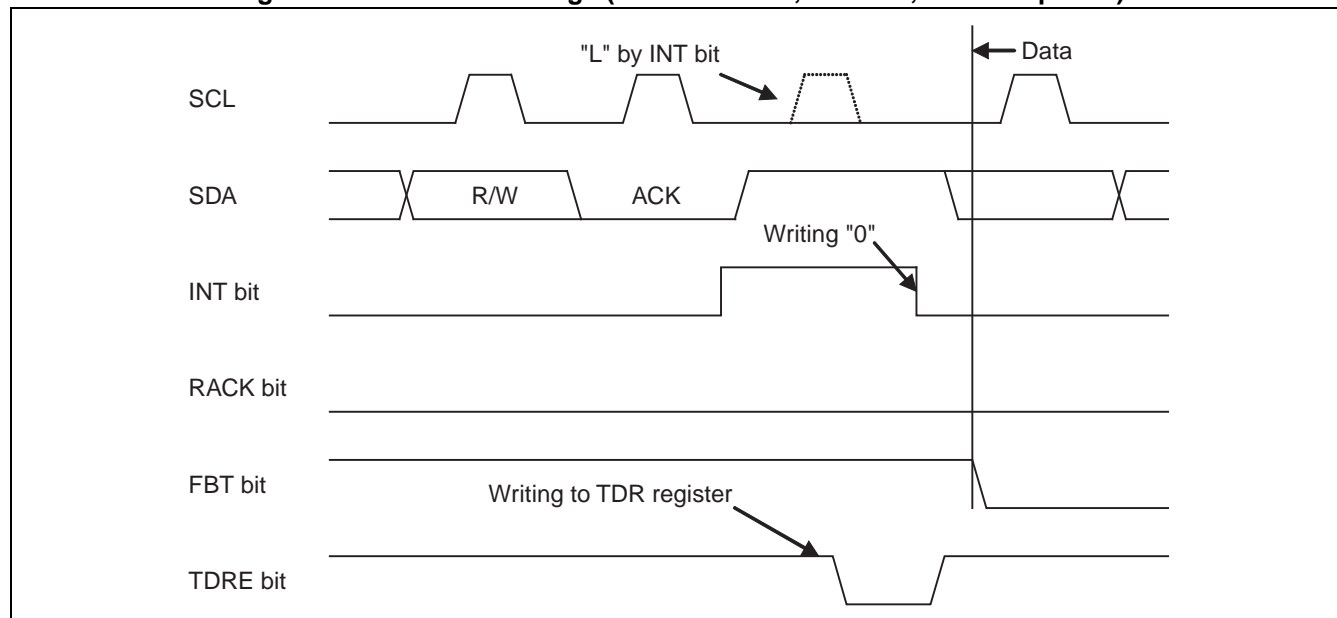 "L" by INT bit
Data
SCL
SDA
R/W
ACK
Writing "0"
INT bit
RACK bit
FBT bit
Writing to TDR register
TDRE bit